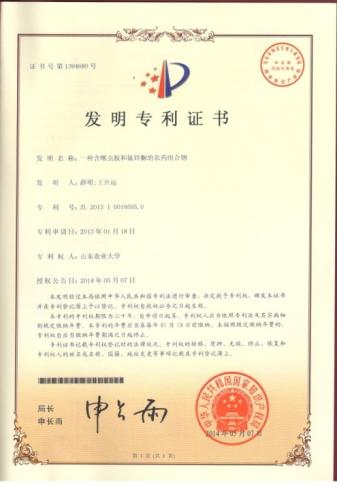 证书号第1394080号
发明专利证书
发 明 名 称：一种含噻虫胺和氟铃脲的农药组合物
发 明 人：薛明;王开运
专 利 号：ZL 2013 1 0019595.0
专利申请日：2013年01月18日
专 利 权 人：山东农业大学
授权公告日：2014年05月07日
本发明经过本局依照中华人民共和国专利法进行审查，决定授予专利权，颁发本证书
并在专利登记簿上予以登记。专利权自授权公告之日起生效。
本专利的专利权期限为二十年，自申请日起算。专利权人应当依照专利法及其实施细
则规定缴纳年费。本专利的年费应当在每年01月18日前缴纳。未按照规定缴纳年费的，
专利权自应当缴纳年费期满之日起终止。
专利证书记载专利权登记时的法律状况。专利权的转移、质押、无效、终止、恢复和
专利权人的姓名或名称、国籍、地址变更等事项记载在专利登记簿上。
局长
申长雨
申长雨
中华人民共和国国家知识产权局
2014年05月07日
第1页(共1页)